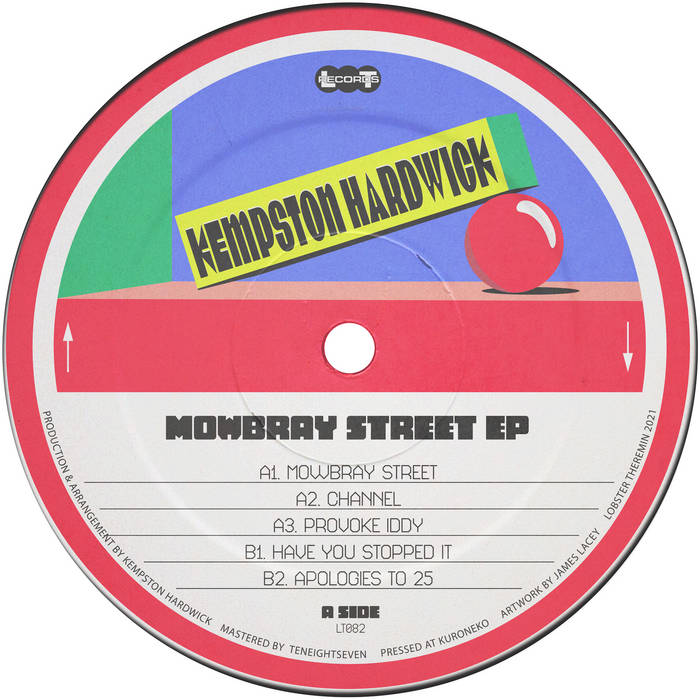 LT
RECORDS
KEMPSTON HARDWICK
MOWBRAY STREET EP
A1. MOWBRAY STREET
A2. CHANNEL
A3. PROVOKE IDDY
B1. HAVE YOU STOPPED IT
B2. APOLOGIES TO 25
A SIDE
LT082
PRODUCTION & ARRANGEMENT BY KEMPSTON HARDWICK MASTERED BY TENEIGHTSEVEN PRESSED AT KURONEKO ARTWORK BY JAMES LACEY LOBSTER THEREMIN 2021